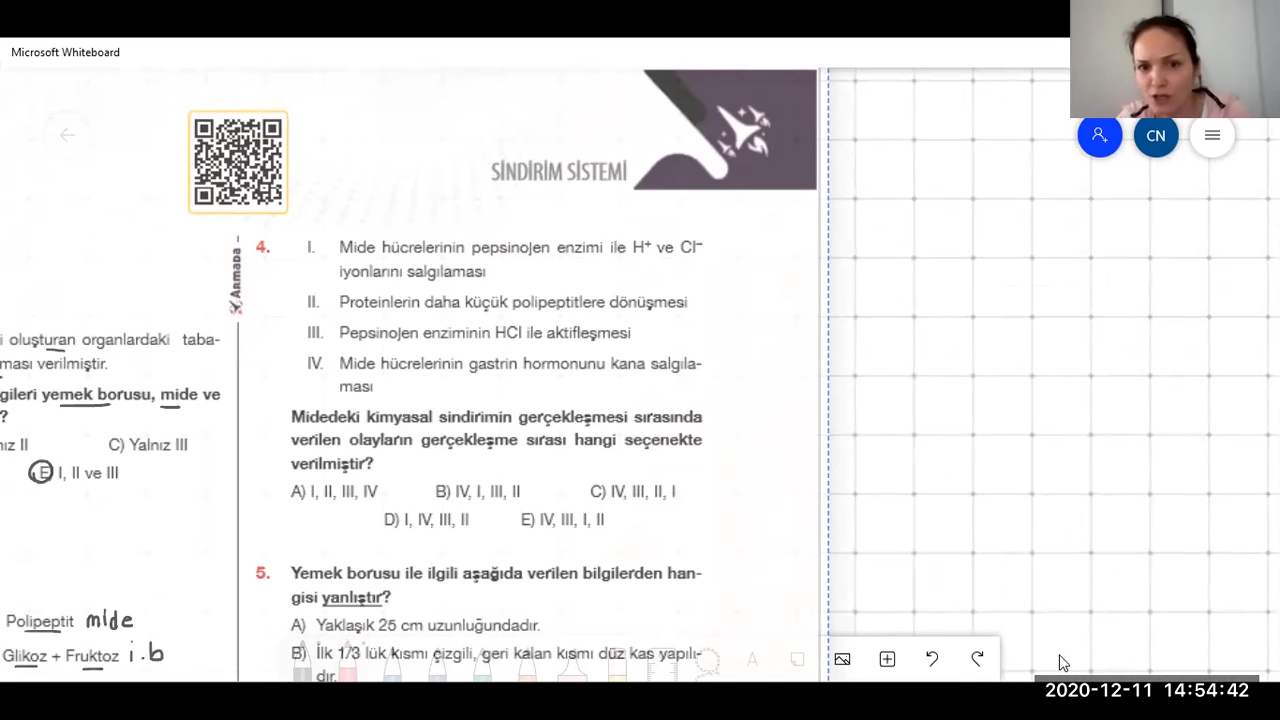 Microsoft Whiteboard
CN
SİNDİRİM SİSTEMİ
Armada
i oluşturan organlardaki taba-
ması verilmiştir.
gileri yemek borusu, mide ve
?
nız II
C) Yalnız III
E) I, II ve III
Polipeptit mide
Glikoz + Fruktoz i.b
4. I. Mide hücrelerinin pepsinojen enzimi ile H+ ve Cl–
iyonlarını salgılaması
II. Proteinlerin daha küçük polipeptitlere dönüşmesi
III. Pepsinojen enziminin HCl ile aktifleşmesi
IV. Mide hücrelerinin gastrin hormonunu kana salgıla-
ması
Midedeki kimyasal sindirimin gerçekleşmesi sırasında
verilen olayların gerçekleşme sırası hangi seçenekte
verilmiştir?
A) I, II, III, IV B) IV, I, III, II C) IV, III, II, I
D) I, IV, III, II E) IV, III, I, II
5. Yemek borusu ile ilgili aşağıda verilen bilgilerden han-
gisi yanlıştır?
A) Yaklaşık 25 cm uzunluğundadır.
B) İlk 1/3 lük kısmı çizgili, geri kalan kısmı düz kas yapılı-
dır.
2020-12-11 14:54:42